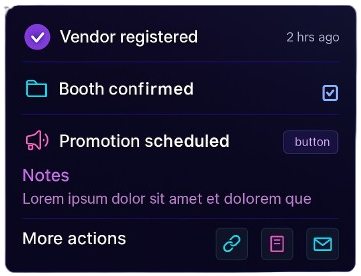 Vendor registered 2 hrs ago
Booth confirmed
Promotion scheduled button
Notes
Lorem ipsum dolor sit amet et dolorem que
More actions